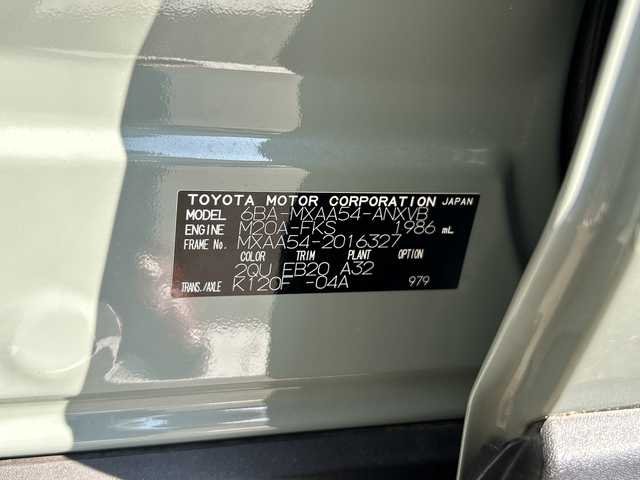 TOYOTA MOTOR CORPORATION JAPAN
MODEL 6BA-MXAA54-ANXVB
ENGINE M20A-FKS 1986 mL
FRAME No. MXAA54-2016327
COLOR TRIM PLANT OPTION
2QU EB20 A32
TRANS./AXLE K120F -04A 979